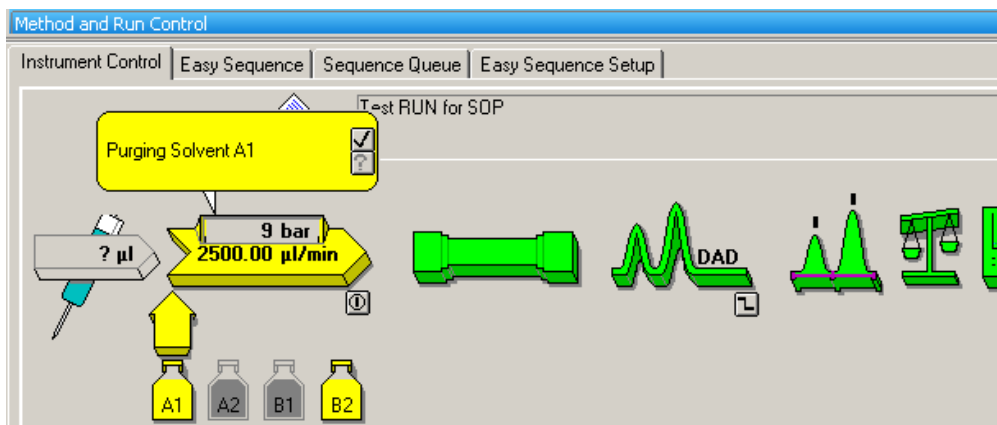 Method and Run Control
Instrument Control Easy Sequence Sequence Queue Easy Sequence Setup
Test RUN for SOP
Purging Solvent A1
?
9 bar
? µl 2500.00 µl/min
DAD
A1 A2 B1 B2